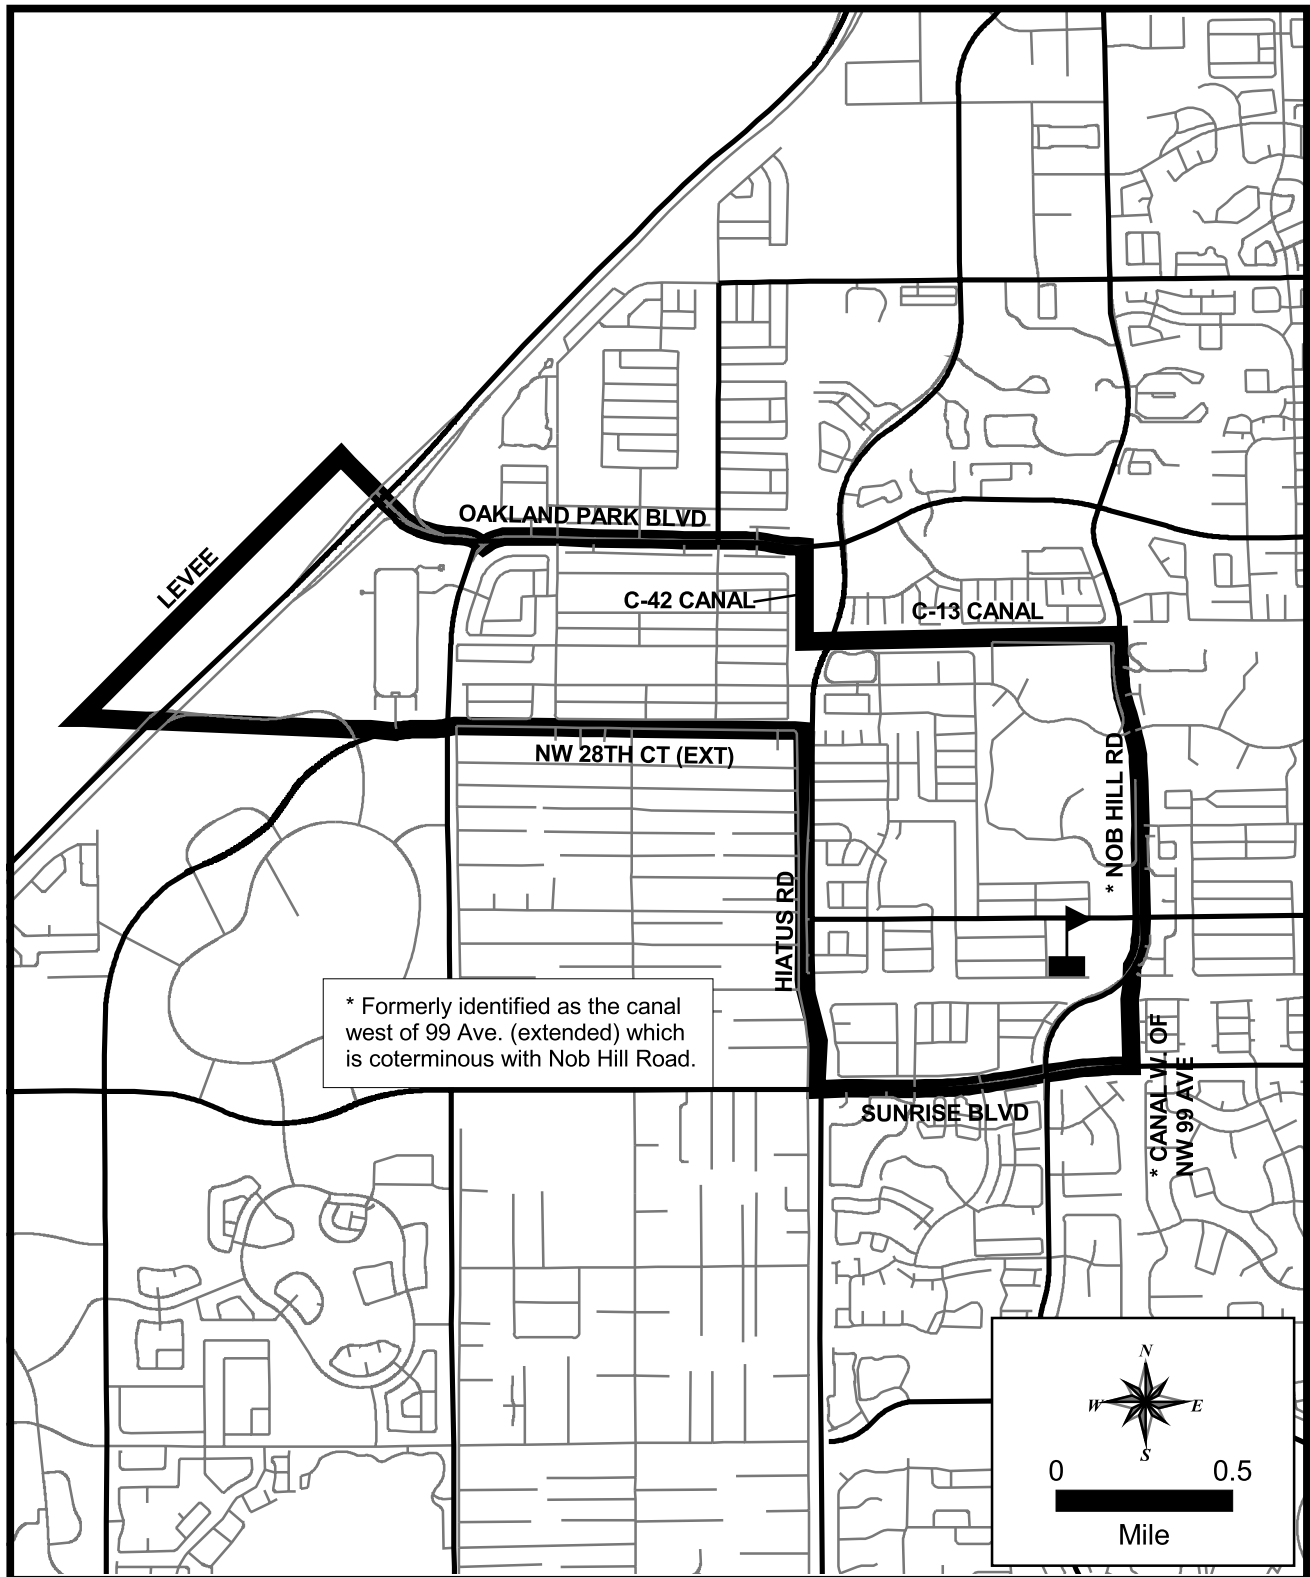 OAKLAND PARK BLVD
LEVEE
C-42 CANAL
C-13 CANAL
NW 28TH CT (EXT)
* NOB HILL RD
HIATUS RD
* Formerly identified as the canal
west of 99 Ave. (extended) which
is coterminous with Nob Hill Road.
* CANAL W. OF
NW 99 AVE
SUNRISE BLVD
N
W
E
S
0
0.5
Mile